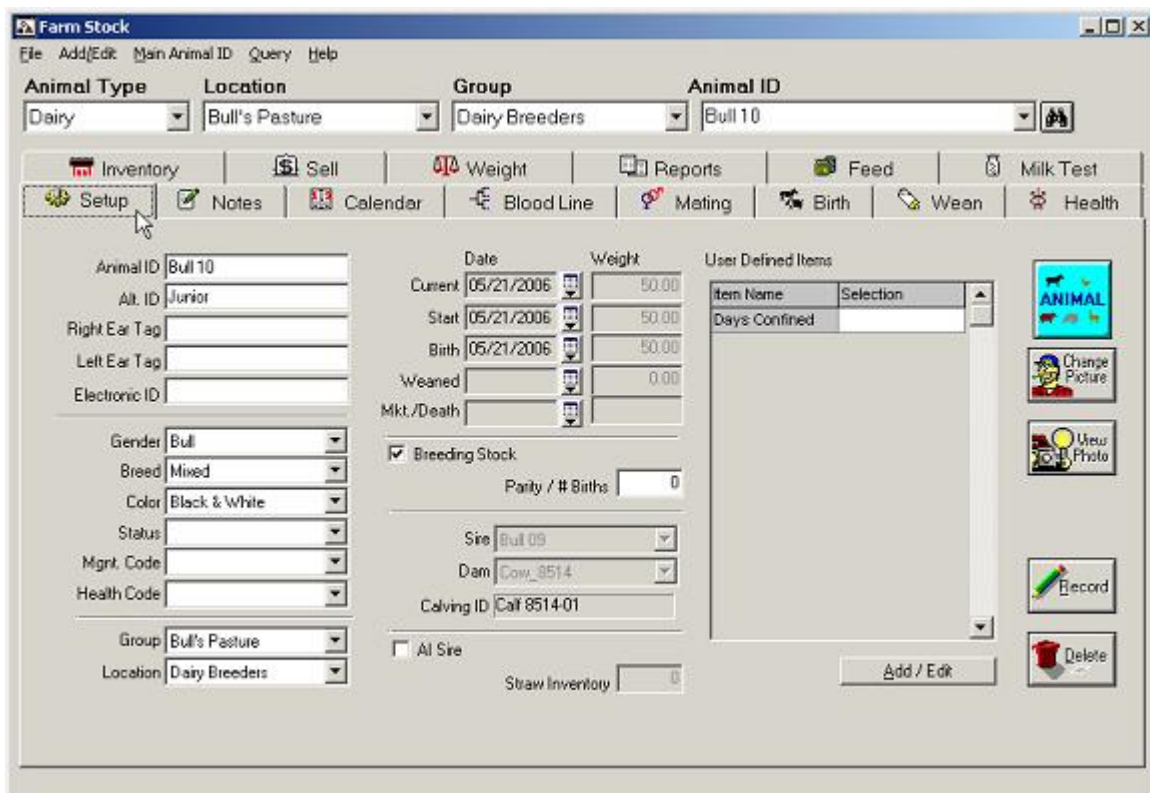 Farm Stock
File Add/Edit Main Animal ID Query Help
Animal Type Location Group Animal ID
Dairy Bull's Pasture Dairy Breeders Bull 10
Inventory Sell Weight Reports Feed Milk Test
Setup Notes Calendar Blood Line Mating Birth Wean Health
Animal ID Bull 10
Alt. ID Junior
Right Ear Tag
Left Ear Tag
Electronic ID
Gender Bull
Breed Mixed
Color Black & White
Status
Mgnt. Code
Health Code
Group Bull's Pasture
Location Dairy Breeders
Date Weight
Current 05/21/2006 50.00
Start 05/21/2006 50.00
Birth 05/21/2006 50.00
Weaned 0.00
Mkt./Death
Breeding Stock
Parity / # Births 0
Sire Bull 09
Dam Cow_8514
Calving ID Calf 8514-01
AI Sire
Straw Inventory 0
User Defined Items
Item Name Selection
Days Confined
Add / Edit
ANIMAL
Change
Picture
View
Photo
Record
Delete